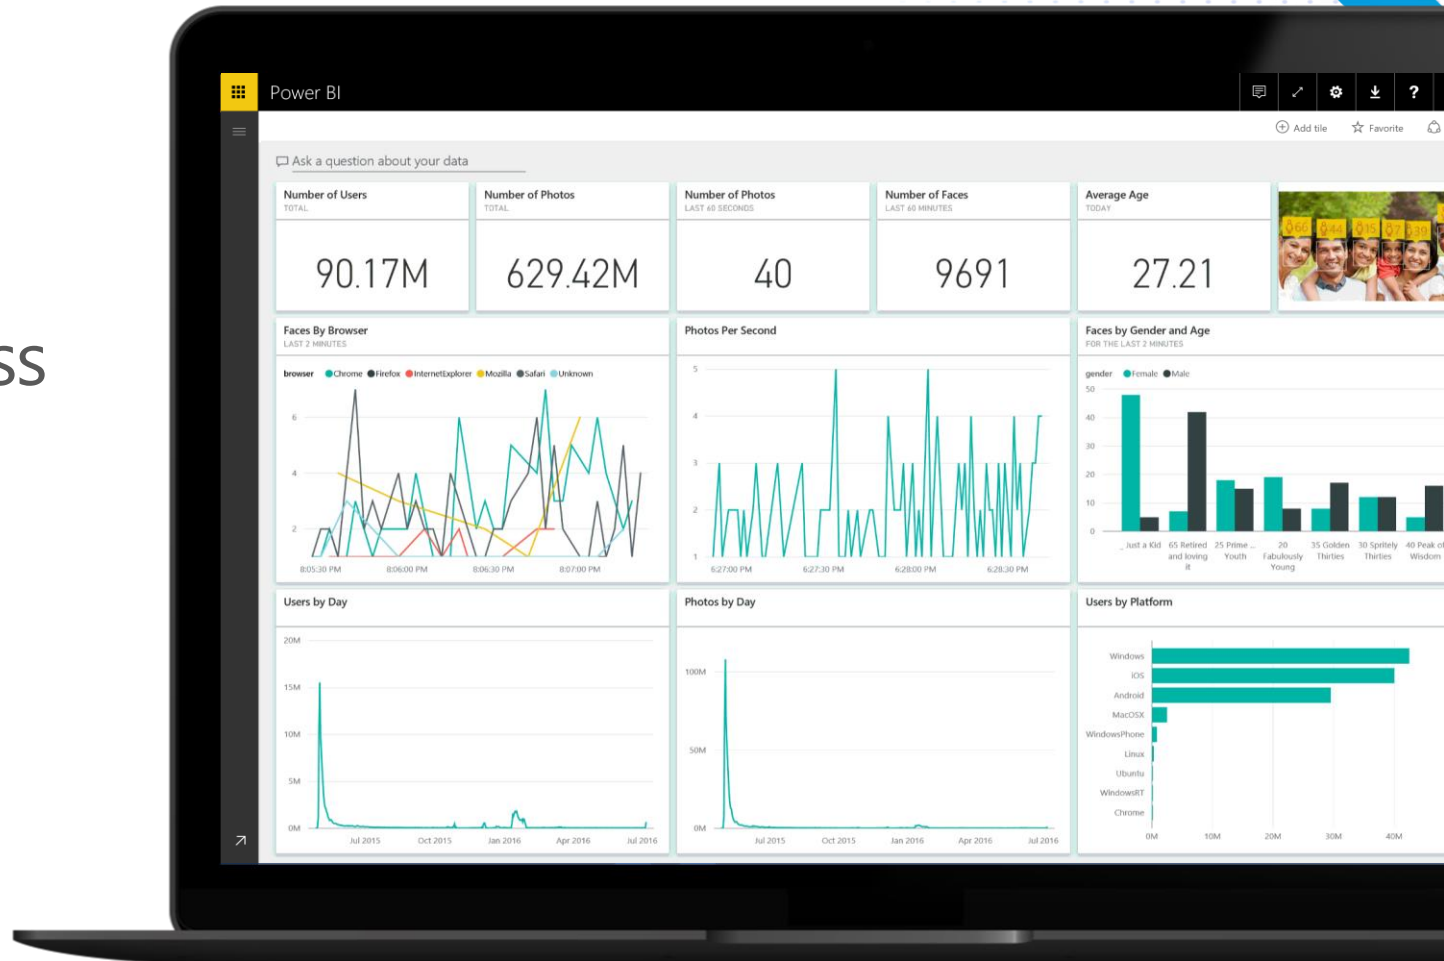 ss
Power BI
?
Add tile
Favorite
Ask a question about your data
Number of Users
TOTAL
90.17M
Number of Photos
TOTAL
629.42M
Number of Photos
LAST 60 SECONDS
40
Number of Faces
LAST 60 MINUTES
9691
Average Age
TODAY
27.21
66 44 15 7 39
Faces By Browser
LAST 2 MINUTES
browser Chrome Firefox InternetExplorer Mozilla Safari Unknown
6
4
2
8:05:30 PM 8:06:00 PM 8:06:30 PM 8:07:00 PM
Photos Per Second
5
4
3
2
1
6:27:00 PM 6:27:30 PM 6:28:00 PM 6:28:30 PM
Faces by Gender and Age
FOR THE LAST 2 MINUTES
gender Female Male
50
40
30
20
10
0
_ Just a Kid
65 Retired
and loving
it
25 Prime ...
Youth
20
Fabulously
Young
35 Golden
Thirties
30 Spritely
Thirties
40 Peak of
Wisdom
Users by Day
20M
15M
10M
5M
0M
Jul 2015 Oct 2015 Jan 2016 Apr 2016 Jul 2016
Photos by Day
100M
50M
0M
Jul 2015 Oct 2015 Jan 2016 Apr 2016 Jul 2016
Users by Platform
Windows
iOS
Android
MacOSX
WindowsPhone
Linux
Ubuntu
WindowsRT
Chrome
0M 10M 20M 30M 40M